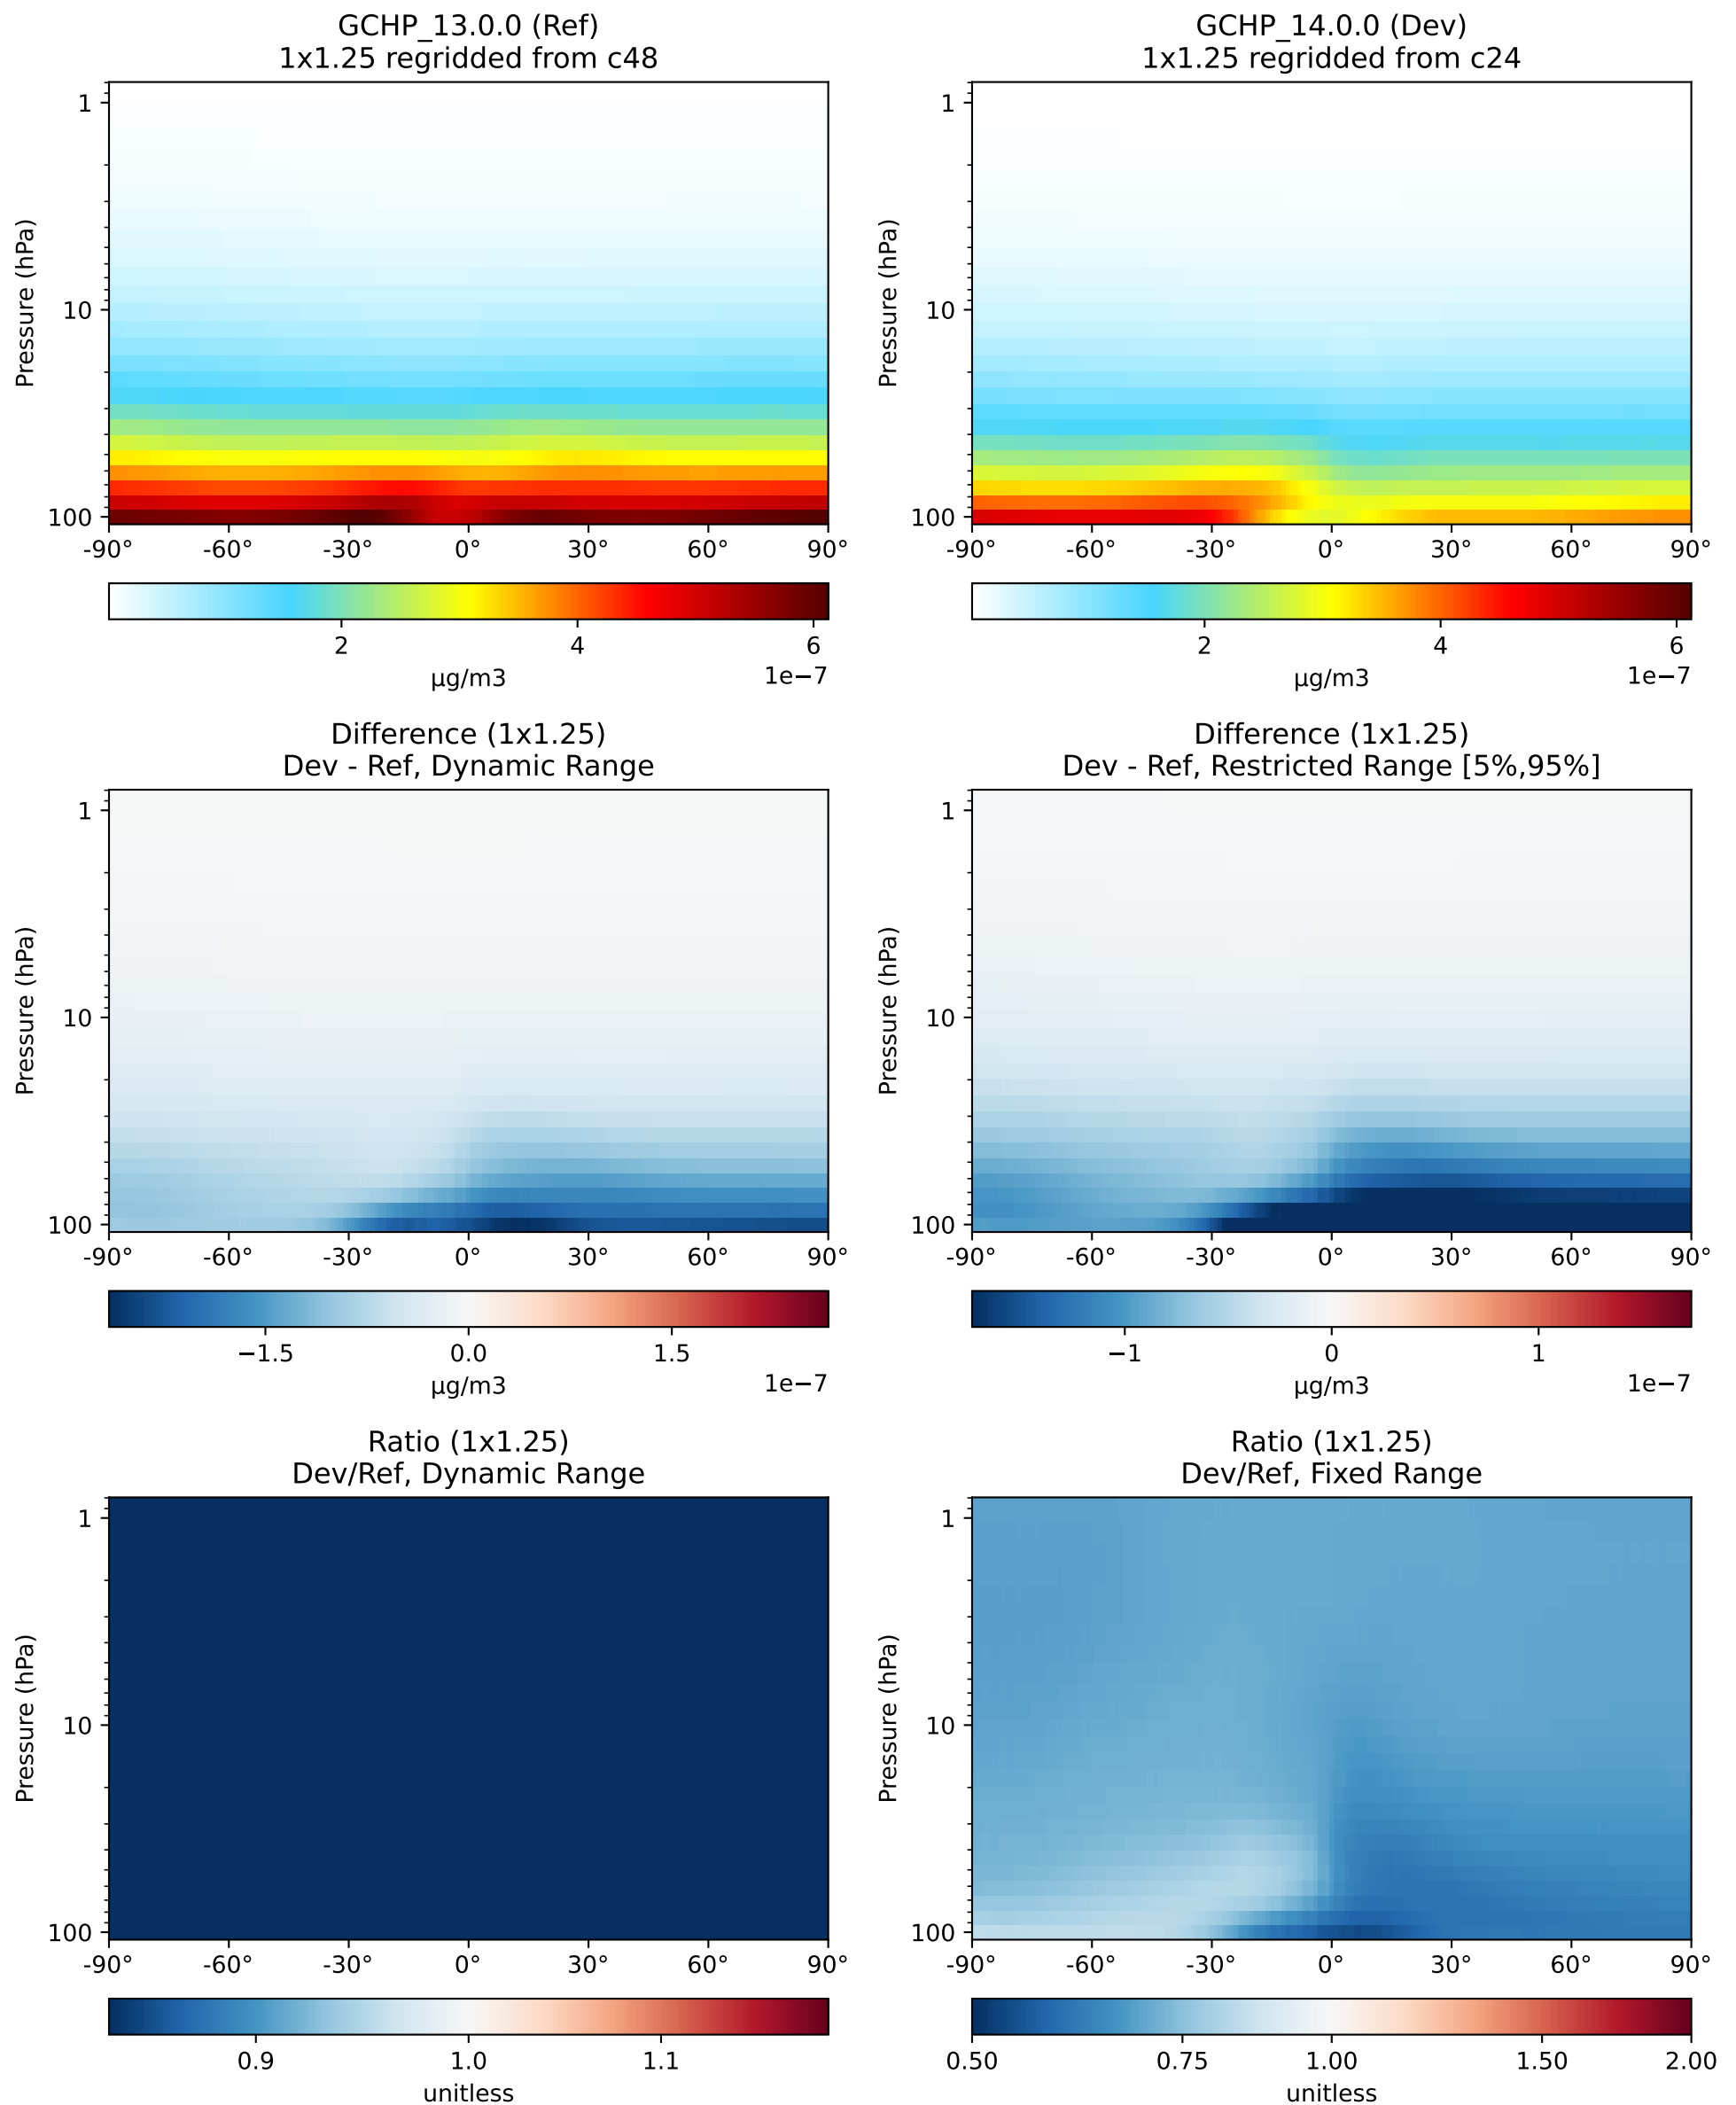 GCHP_13.0.0 (Ref)
1x1.25 regridded from c48
Pressure (hPa)
1
10
100
-90° -60° -30° 0° 30° 60° 90°
2 4 6
µg/m3 1e−7
GCHP_14.0.0 (Dev)
1x1.25 regridded from c24
Pressure (hPa)
1
10
100
-90° -60° -30° 0° 30° 60° 90°
2 4 6
µg/m3 1e−7
Difference (1x1.25)
Dev - Ref, Dynamic Range
Pressure (hPa)
1
10
100
-90° -60° -30° 0° 30° 60° 90°
−1.5 0.0 1.5
µg/m3 1e−7
Difference (1x1.25)
Dev - Ref, Restricted Range [5%,95%]
Pressure (hPa)
1
10
100
-90° -60° -30° 0° 30° 60° 90°
−1 0 1
µg/m3 1e−7
Ratio (1x1.25)
Dev/Ref, Dynamic Range
Pressure (hPa)
1
10
100
-90° -60° -30° 0° 30° 60° 90°
0.9 1.0 1.1
unitless
Ratio (1x1.25)
Dev/Ref, Fixed Range
Pressure (hPa)
1
10
100
-90° -60° -30° 0° 30° 60° 90°
0.50 0.75 1.00 1.50 2.00
unitless